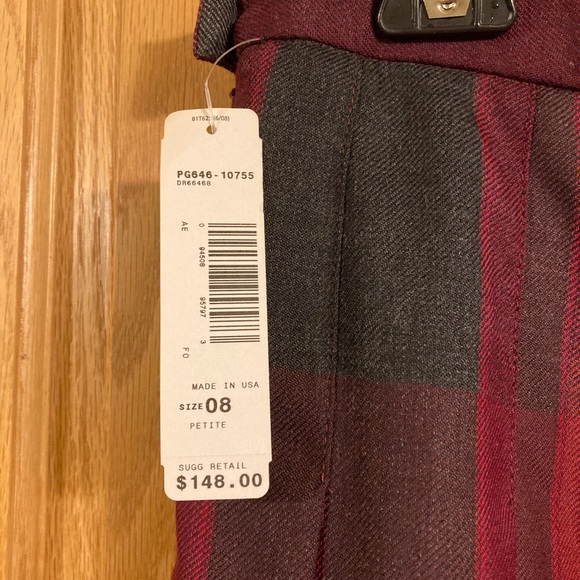 PG646-10755
DR66468
AE
0 94508 95797 3
FO
MADE IN USA
SIZE 08
PETITE
SUGG RETAIL
$148.00